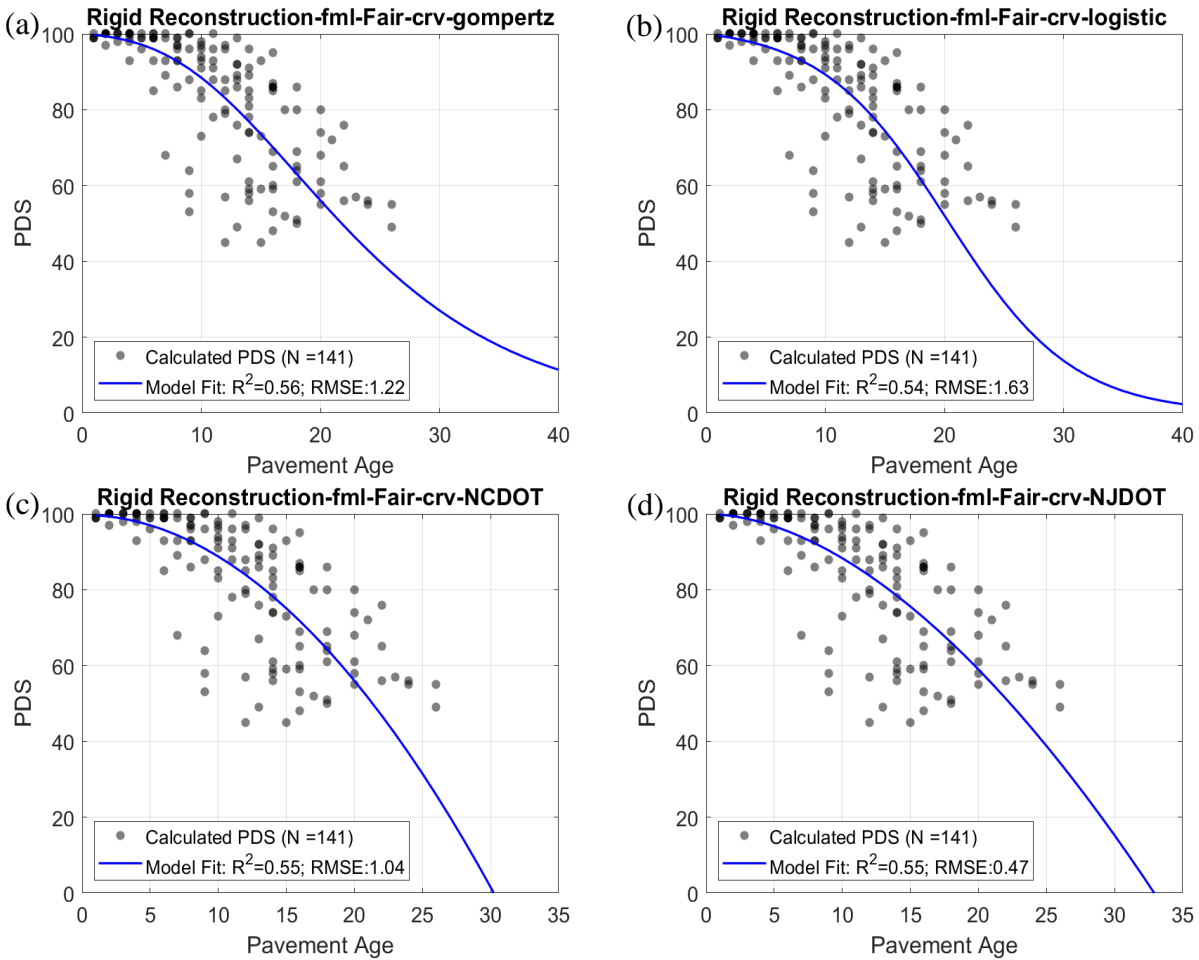 (a) Rigid Reconstruction-fml-Fair-crv-gompertz
100
80
60
40
20
0
PDS
Calculated PDS (N =141)
Model Fit: R²=0.56; RMSE:1.22
0 10 20 30 40
Pavement Age
(b) Rigid Reconstruction-fml-Fair-crv-logistic
100
80
60
40
20
0
PDS
Calculated PDS (N =141)
Model Fit: R²=0.54; RMSE:1.63
0 10 20 30 40
Pavement Age
(c) Rigid Reconstruction-fml-Fair-crv-NCDOT
100
80
60
40
20
0
PDS
Calculated PDS (N =141)
Model Fit: R²=0.55; RMSE:1.04
0 5 10 15 20 25 30 35
Pavement Age
(d) Rigid Reconstruction-fml-Fair-crv-NJDOT
100
80
60
40
20
0
PDS
Calculated PDS (N =141)
Model Fit: R²=0.55; RMSE:0.47
0 5 10 15 20 25 30 35
Pavement Age